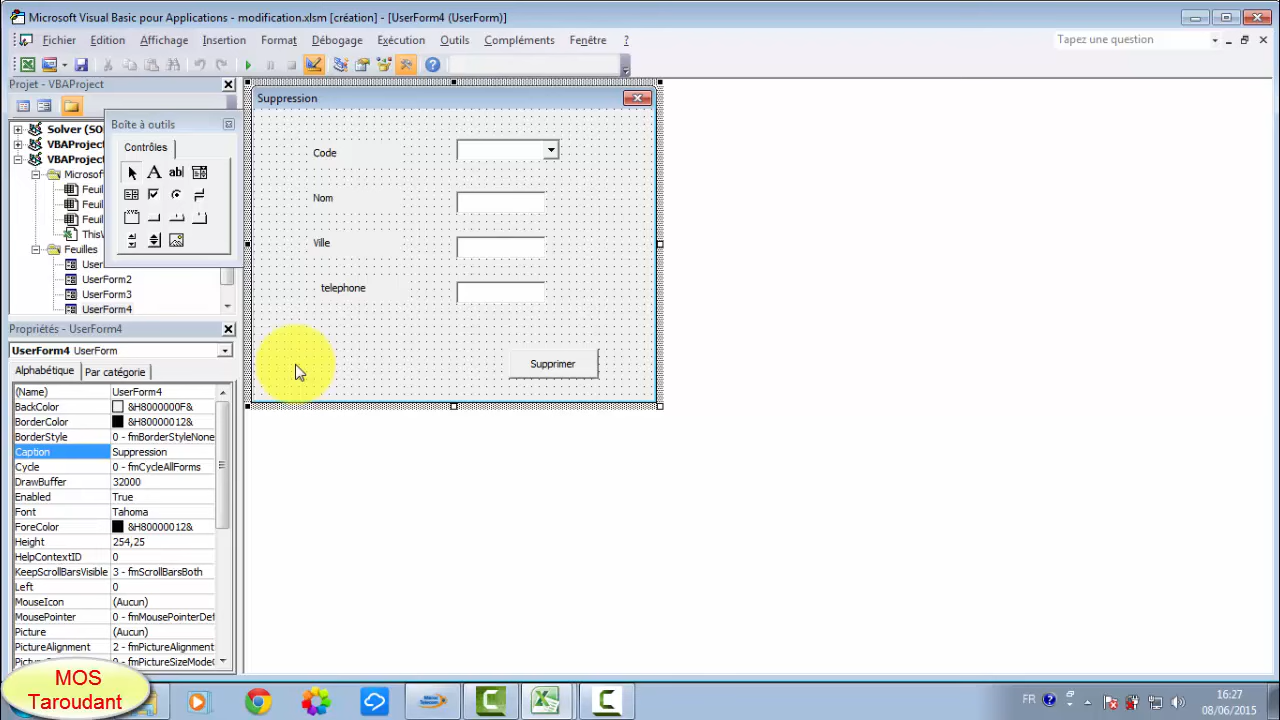 Microsoft Visual Basic pour Applications - modification.xlsm [création] - [UserForm4 (UserForm)]
Fichier Edition Affichage Insertion Format Débogage Exécution Outils Compléments Fenêtre ? Tapez une question
Projet - VBAProject
Boîte à outils
Contrôles
Solver (SO
VBAProject
VBAProject
Microsof
Feuil
Feuil
Feuil
ThisW
Feuilles
User
UserForm2
UserForm3
UserForm4
Suppression
Code
Nom
Ville
telephone
Supprimer
Propriétés - UserForm4
UserForm4 UserForm
Alphabétique Par catégorie
(Name) UserForm4
BackColor &H8000000F&
BorderColor &H80000012&
BorderStyle 0 - fmBorderStyleNone
Caption Suppression
Cycle 0 - fmCycleAllForms
DrawBuffer 32000
Enabled True
Font Tahoma
ForeColor &H80000012&
Height 254,25
HelpContextID 0
KeepScrollBarsVisible 3 - fmScrollBarsBoth
Left 0
MouseIcon (Aucun)
MousePointer 0 - fmMousePointerDef
Picture (Aucun)
PictureAlignment 2 - fmPictureAlignment
MOS
Taroudant
FR
16:27
08/06/2015